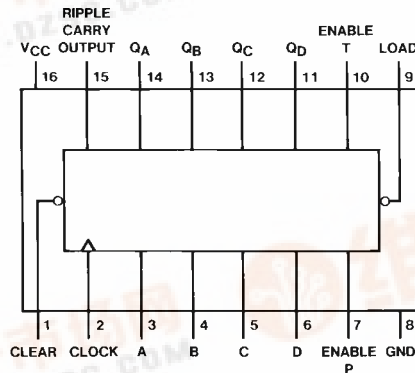 RIPPLE
CARRY
OUTPUT
ENABLE
T
VCC QA QB QC QD LOAD
16 15 14 13 12 11 10 9
1 2 3 4 5 6 7 8
CLEAR CLOCK A B C D ENABLE
P
GND